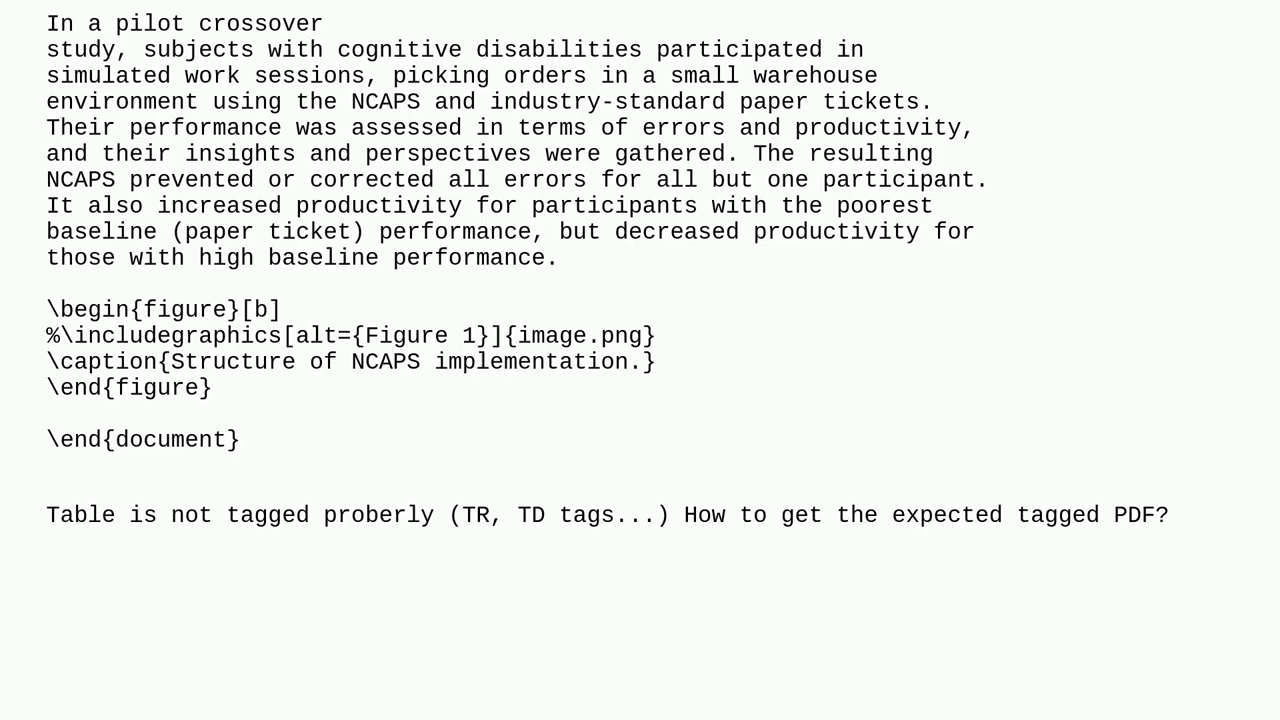 In a pilot crossover
study, subjects with cognitive disabilities participated in
simulated work sessions, picking orders in a small warehouse
environment using the NCAPS and industry-standard paper tickets.
Their performance was assessed in terms of errors and productivity,
and their insights and perspectives were gathered. The resulting
NCAPS prevented or corrected all errors for all but one participant.
It also increased productivity for participants with the poorest
baseline (paper ticket) performance, but decreased productivity for
those with high baseline performance.

\begin{figure}[b]
%\includegraphics[alt={Figure 1}]{image.png}
\caption{Structure of NCAPS implementation.}
\end{figure}

\end{document}

Table is not tagged proberly (TR, TD tags...) How to get the expected tagged PDF?